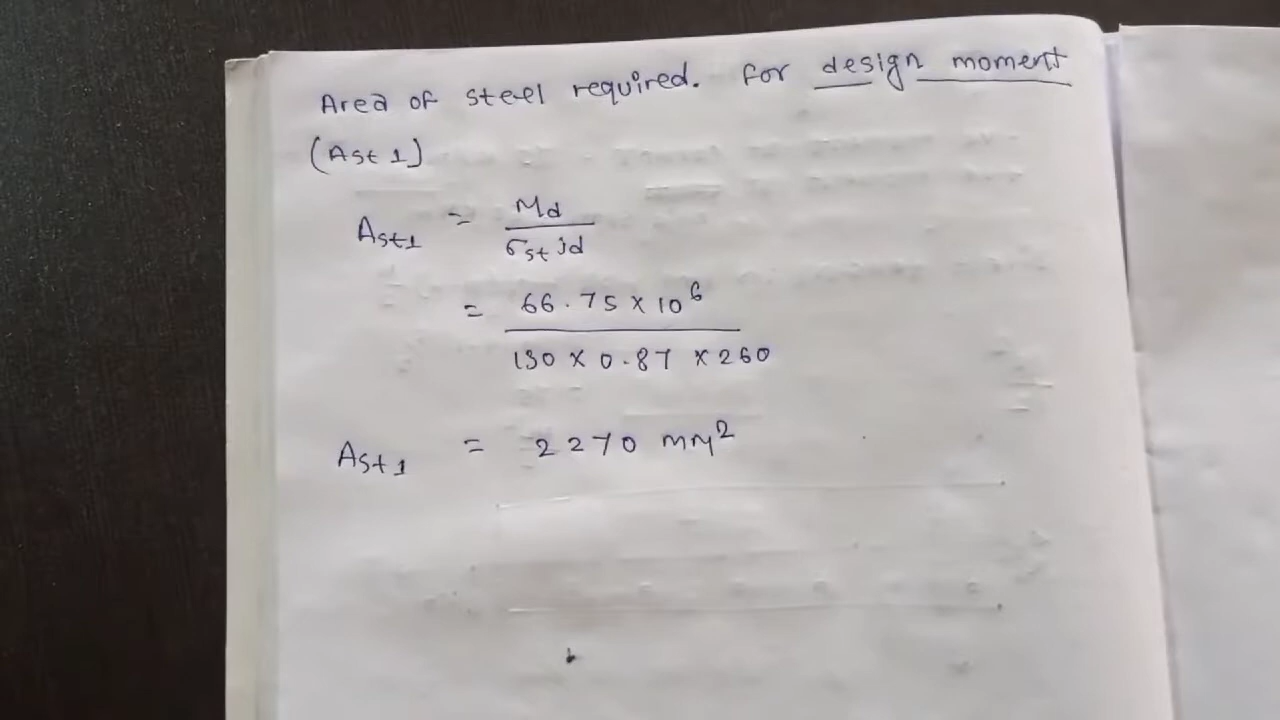 Area of steel required. for design moment
(Ast 1)
Ast1 = Md / σst jd
= 66.75 × 10^6 / 130 × 0.87 × 260
Ast1 = 2270 mm²